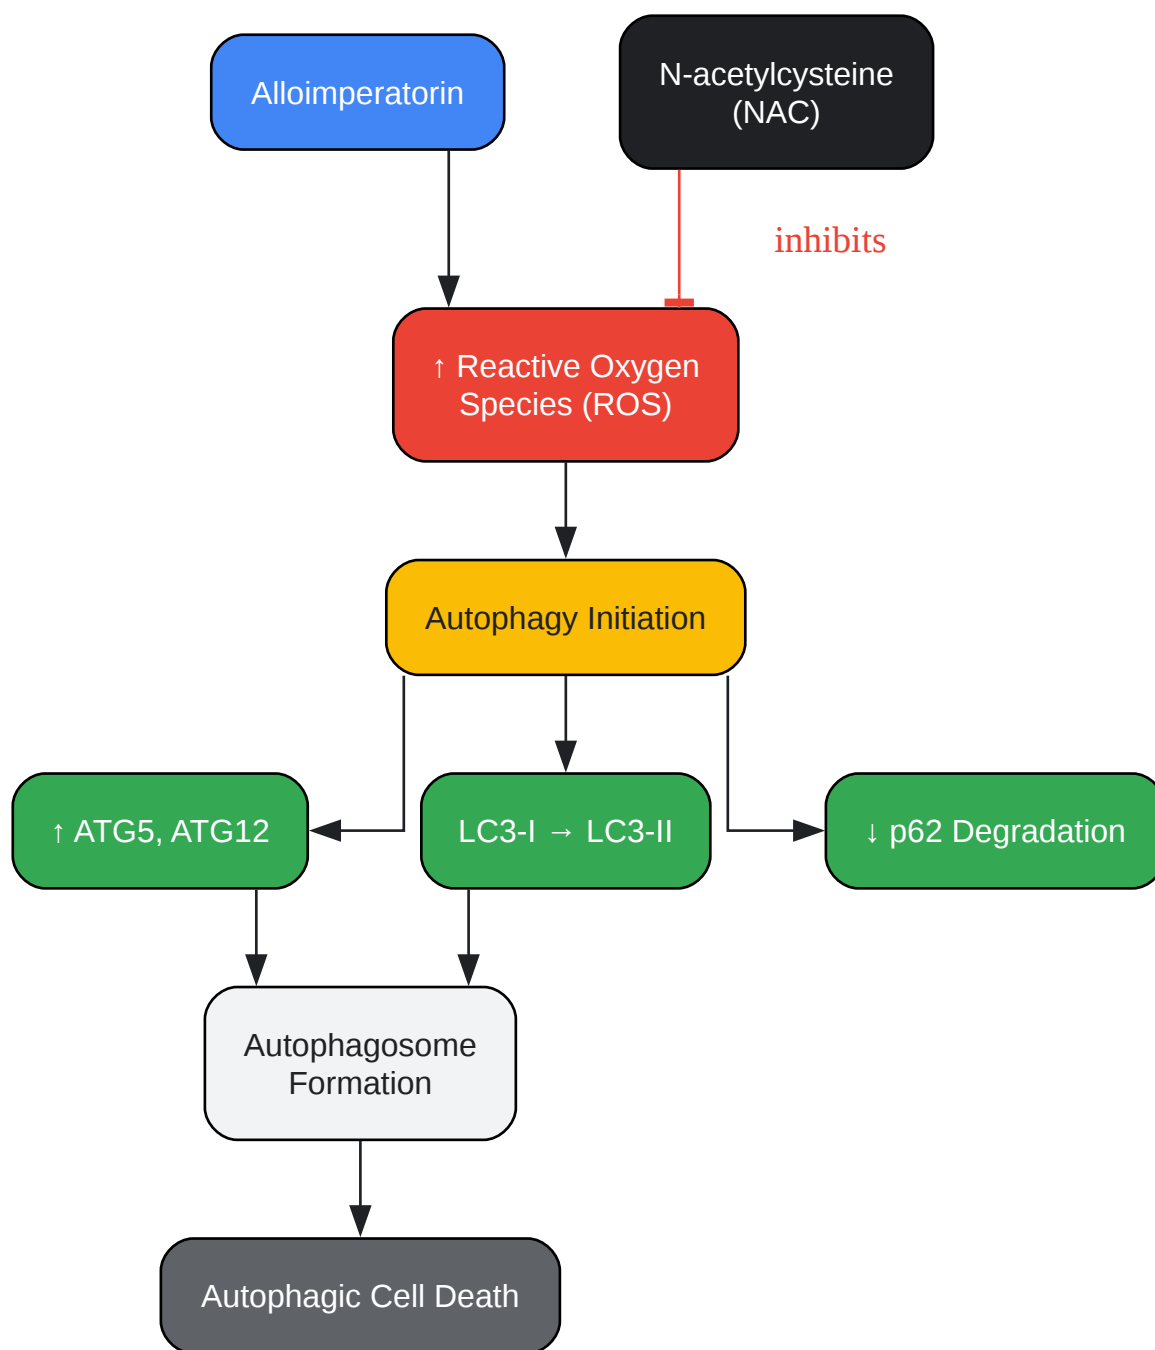 Alloimperatorin
N-acetylcysteine
(NAC)
inhibits
↑ Reactive Oxygen
Species (ROS)
Autophagy Initiation
↑ ATG5, ATG12
LC3-I → LC3-II
↓ p62 Degradation
Autophagosome
Formation
Autophagic Cell Death